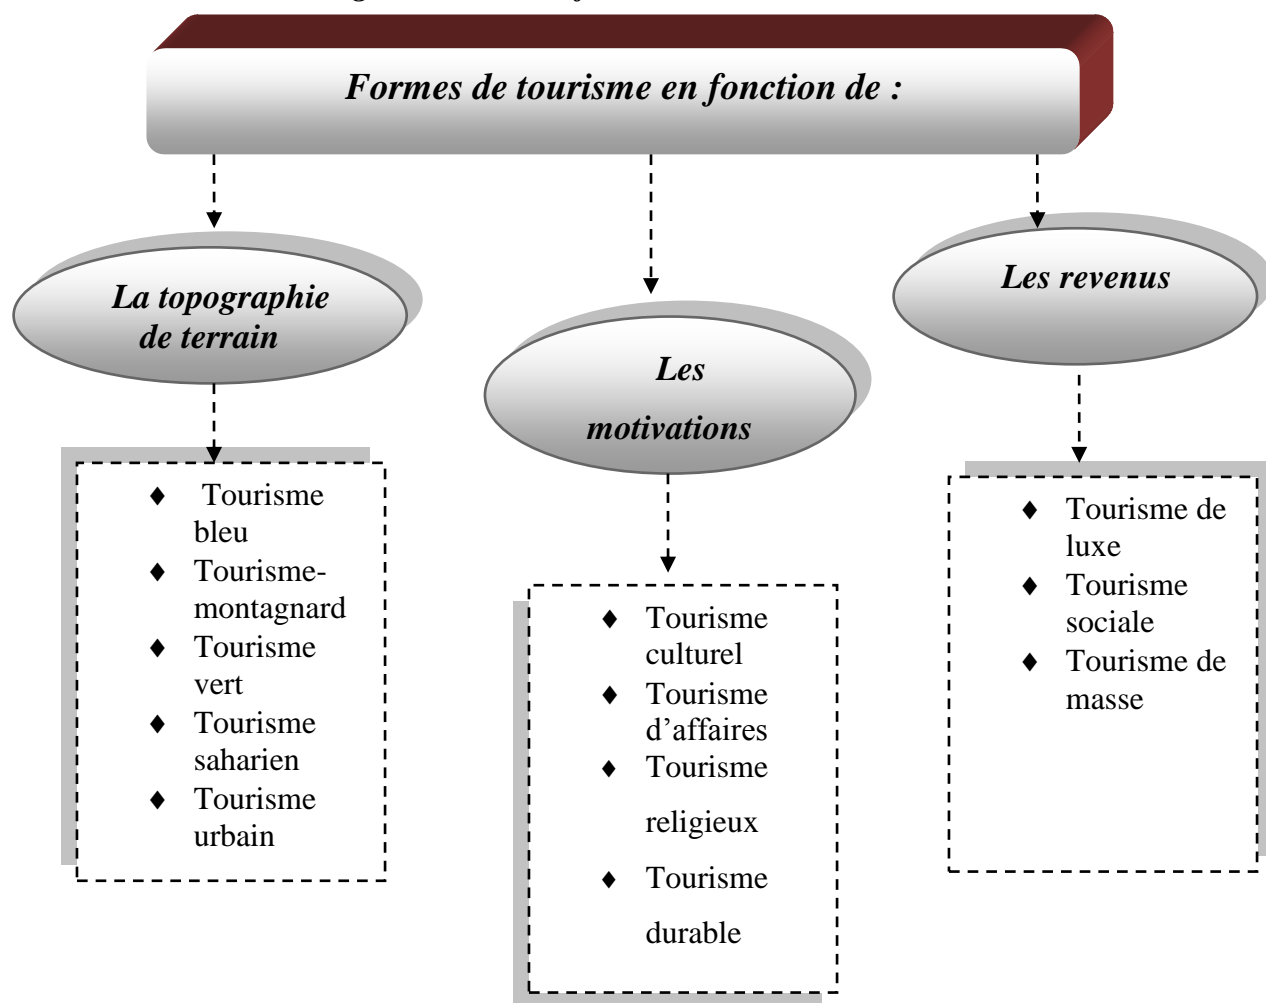 Formes de tourisme en fonction de :
La topographie
de terrain
Les
motivations
Les revenus
♦ Tourisme
bleu
♦ Tourisme-
montagnard
♦ Tourisme
vert
♦ Tourisme
saharien
♦ Tourisme
urbain
♦ Tourisme
culturel
♦ Tourisme
d’affaires
♦ Tourisme
religieux
♦ Tourisme
durable
♦ Tourisme de
luxe
♦ Tourisme
sociale
♦ Tourisme de
masse